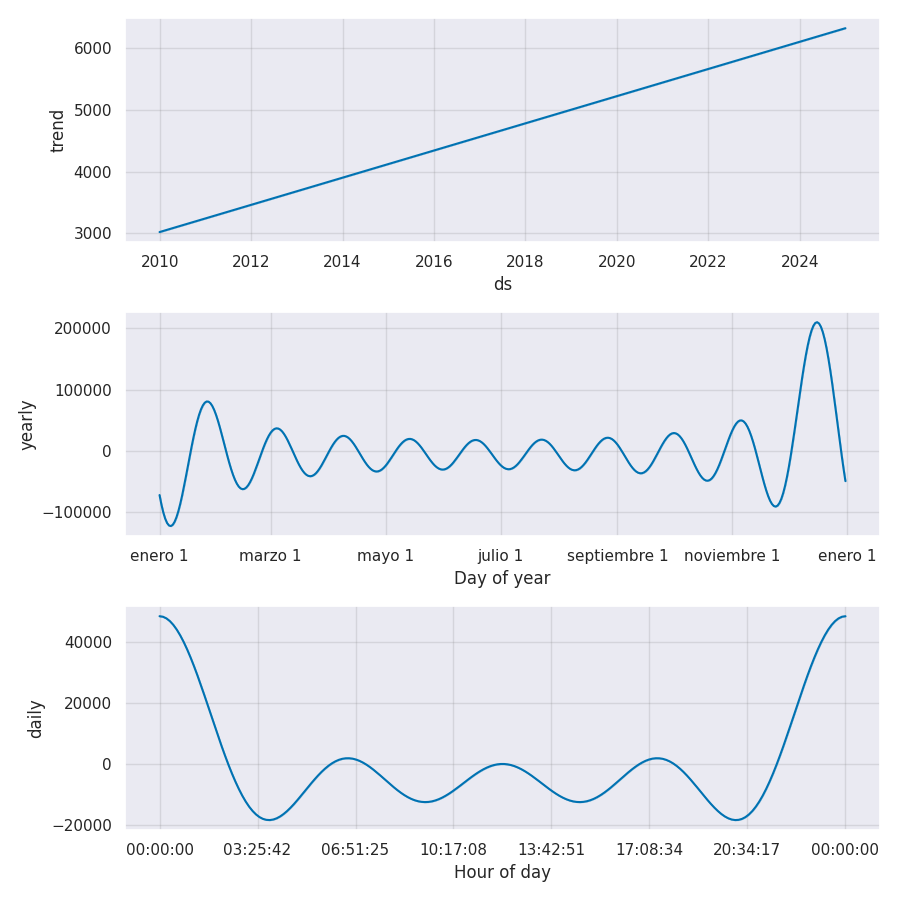 6000
5000
4000
3000
trend
2010 2012 2014 2016 2018 2020 2022 2024
ds
200000
100000
0
−100000
yearly
enero 1 marzo 1 mayo 1 julio 1 septiembre 1 noviembre 1 enero 1
Day of year
40000
20000
0
−20000
daily
00:00:00 03:25:42 06:51:25 10:17:08 13:42:51 17:08:34 20:34:17 00:00:00
Hour of day